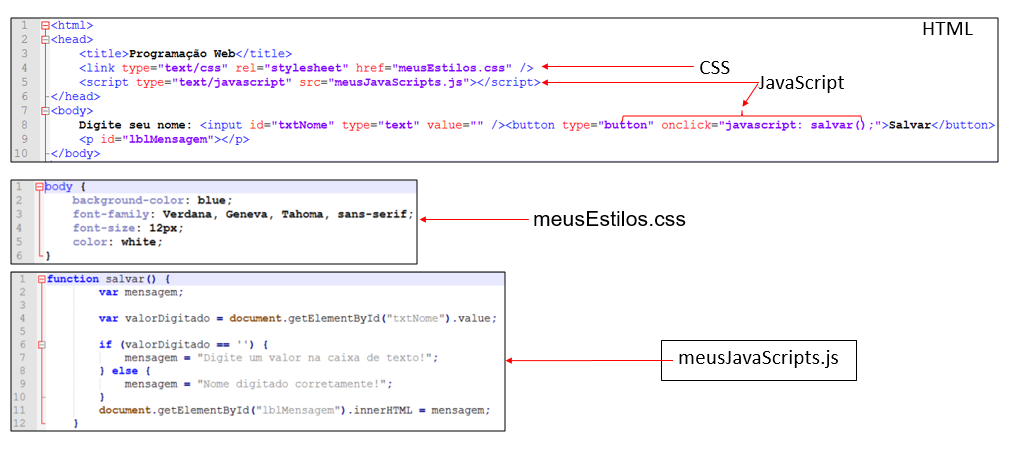 HTML
1 <html>
2 <head>
3 <title>Programação Web</title>
4 <link type="text/css" rel="stylesheet" href="meusEstilos.css" />
CSS
5 <script type="text/javascript" src="meusJavaScripts.js"></script>
JavaScript
6 </head>
7 <body>
8 Digite seu nome: <input id="txtNome" type="text" value="" /><button type="button" onclick="javascript: salvar();">Salvar</button>
9 <p id="lblMensagem"></p>
10 </body>
1 body {
2 background-color: blue;
3 font-family: Verdana, Geneva, Tahoma, sans-serif;
4 font-size: 12px;
5 color: white;
6 }
meusEstilos.css
1 function salvar() {
2 var mensagem;
3
4 var valorDigitado = document.getElementById("txtNome").value;
5
6 if (valorDigitado == '') {
7 mensagem = "Digite um valor na caixa de texto!";
8 } else {
9 mensagem = "Nome digitado corretamente!";
10 }
11 document.getElementById("lblMensagem").innerHTML = mensagem;
12 }
meusJavaScripts.js